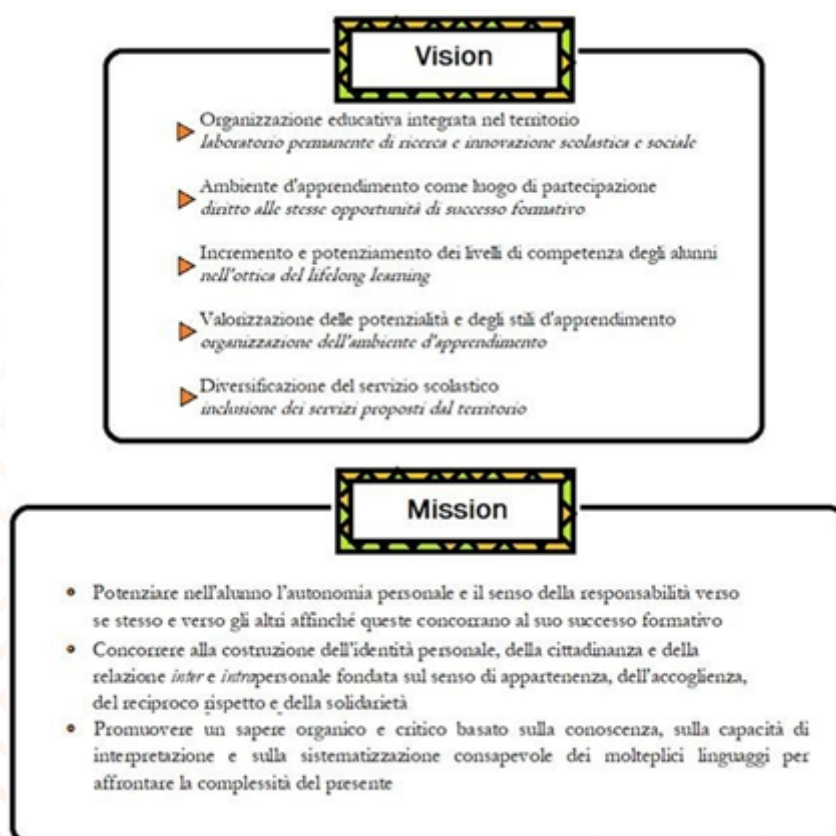 Vision
Organizzazione educativa integrata nel territorio
laboratorio permanente di ricerca e innovazione scolastica e sociale
Ambiente d'apprendimento come luogo di partecipazione
diritto alle stesse opportunità di successo formativo
Incremento e potenziamento dei livelli di competenza degli alunni
nell'ottica del lifelong learning
Valorizzazione delle potenzialità e degli stili d'apprendimento
organizzazione dell'ambiente d'apprendimento
Diversificazione del servizio scolastico
inclusione dei servizi proposti dal territorio
Mission
Potenziare nell'alunno l'autonomia personale e il senso della responsabilità verso
se stesso e verso gli altri affinché queste concorrano al suo successo formativo
Concorrere alla costruzione dell'identità personale, della cittadinanza e della
relazione inter e intrapersonale fondata sul senso di appartenenza, dell'accoglienza,
del reciproco rispetto e della solidarietà
Promuovere un sapere organico e critico basato sulla conoscenza, sulla capacità di
interpretazione e sulla sistematizzazione consapevole dei molteplici linguaggi per
affrontare la complessità del presente